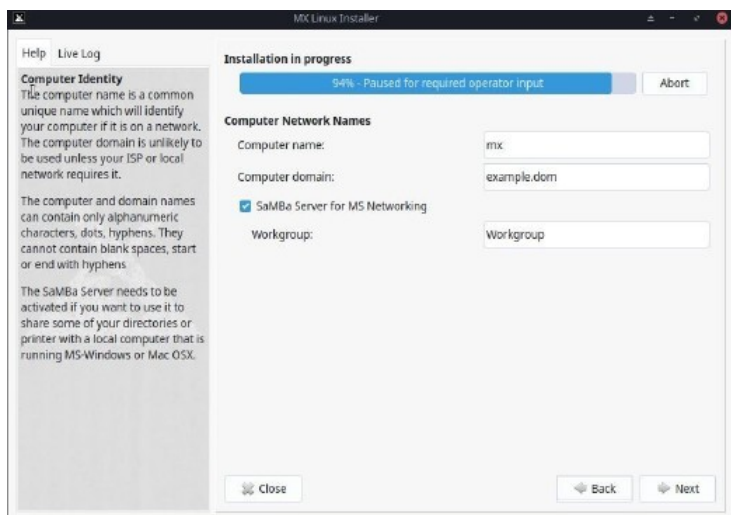 MX Linux Installer
Help Live Log
Computer Identity
The computer name is a common
unique name which will identify
your computer if it is on a network.
The computer domain is unlikely to
be used unless your ISP or local
network requires it.
The computer and domain names
can contain only alphanumeric
characters, dots, hyphens. They
cannot contain blank spaces, start
or end with hyphens
The SaMBa Server needs to be
activated if you want to use it to
share some of your directories or
printer with a local computer that is
running MS-Windows or Mac OSX.
Installation in progress
94% - Paused for required operator input
Abort
Computer Network Names
Computer name: mx
Computer domain: example.dom
SaMBa Server for MS Networking
Workgroup: Workgroup
Close Back Next